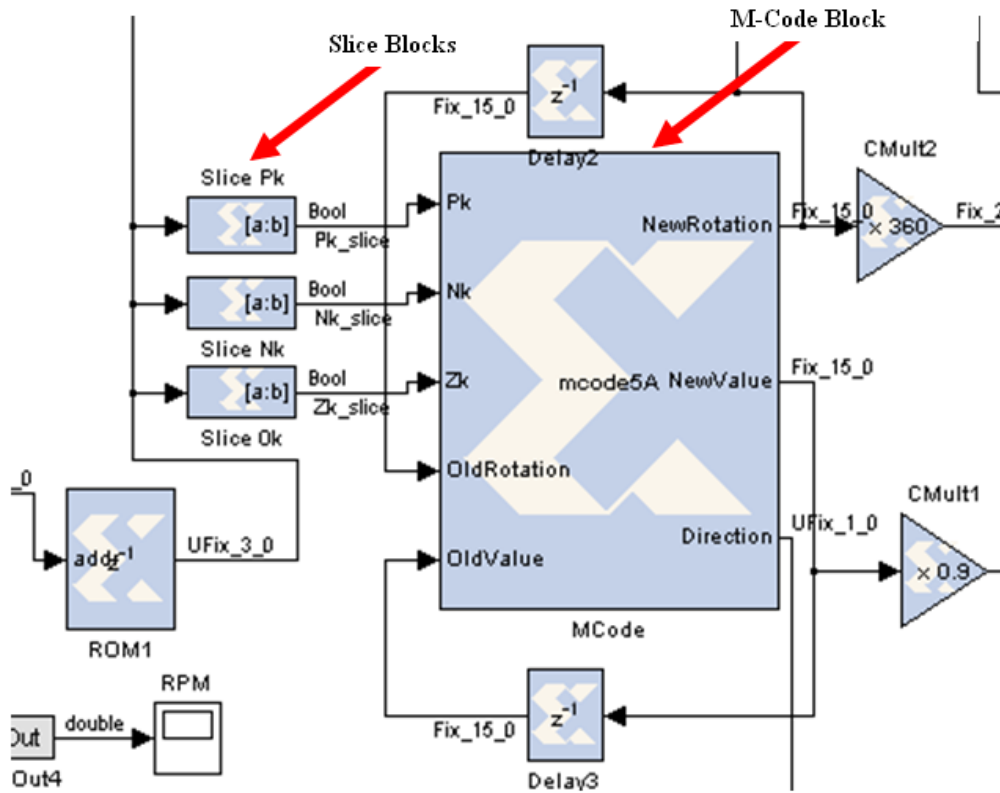 M-Code Block
Slice Blocks
z⁻¹
Fix_15_0
Delay2
CMult2
Slice Pk
[a:b]
Bool
Pk_slice
Pk
NewRotation
Fix_15_0
x 360
Fix_2
[a:b]
Bool
Nk_slice
Nk
Slice Nk
[a:b]
Bool
Zk_slice
Zk
mcode5A
NewValue
Fix_15_0
Slice 0k
OldRotation
_0
CMult1
addr
z⁻¹
UFix_3_0
OldValue
Direction
UFix_1_0
x 0.9
ROM1
MCode
RPM
z⁻¹
Out
double
Fix_15_0
Out4
Delay3